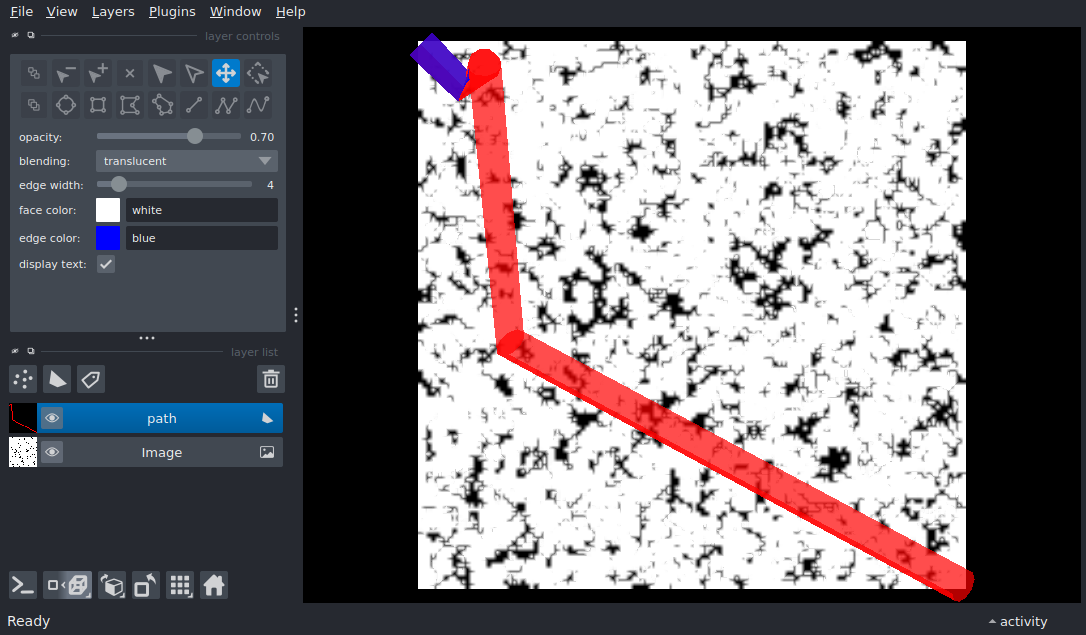 File View Layers Plugins Window Help
layer controls
opacity: 0.70
blending: translucent
edge width: 4
face color: white
edge color: blue
display text:
layer list
path
Image
Ready activity